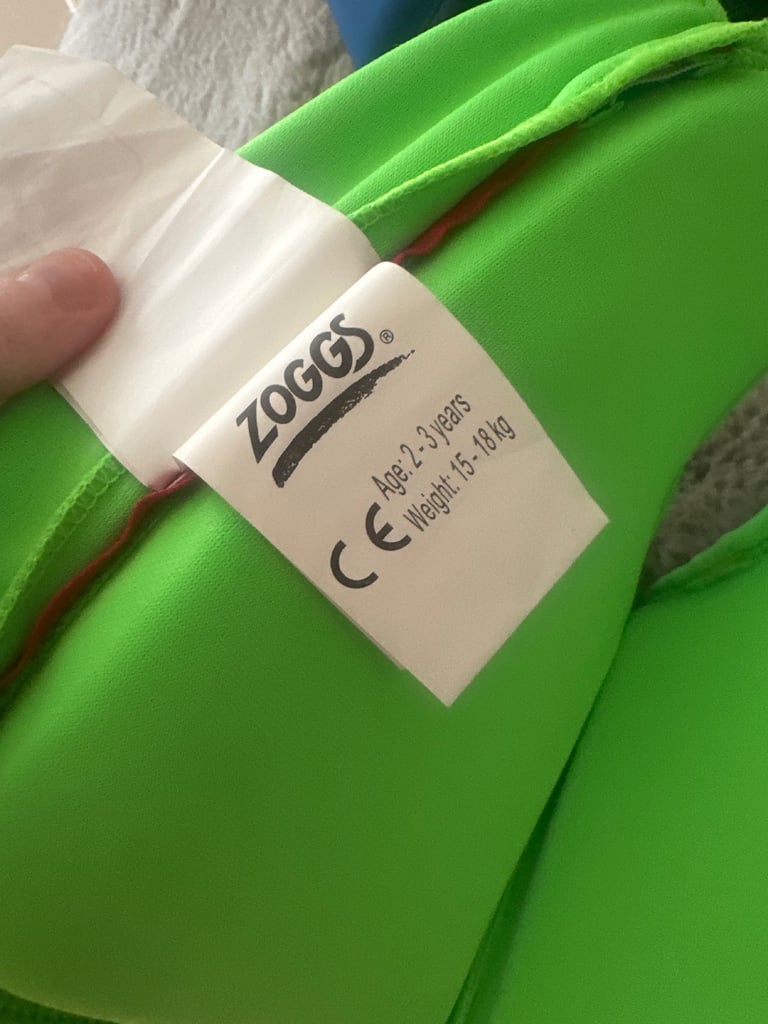 ZOGGS®
Age: 2 - 3 years
CE Weight: 15 - 18 kg